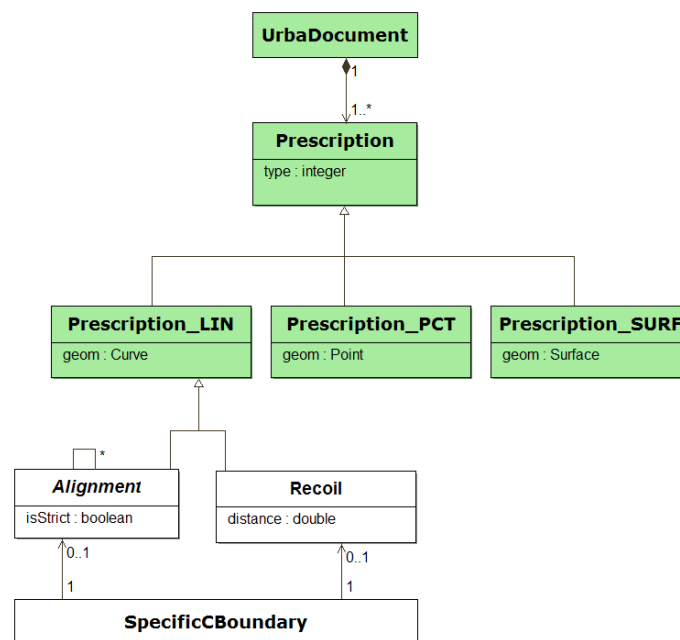 UrbaDocument
1
1..*
Prescription
type : integer
Prescription_LIN
geom : Curve
Prescription_PCT
geom : Point
Prescription_SURF
geom : Surface
*
Alignment
isStrict : boolean
Recoil
distance : double
0..1
0..1
1
1
SpecificCBoundary